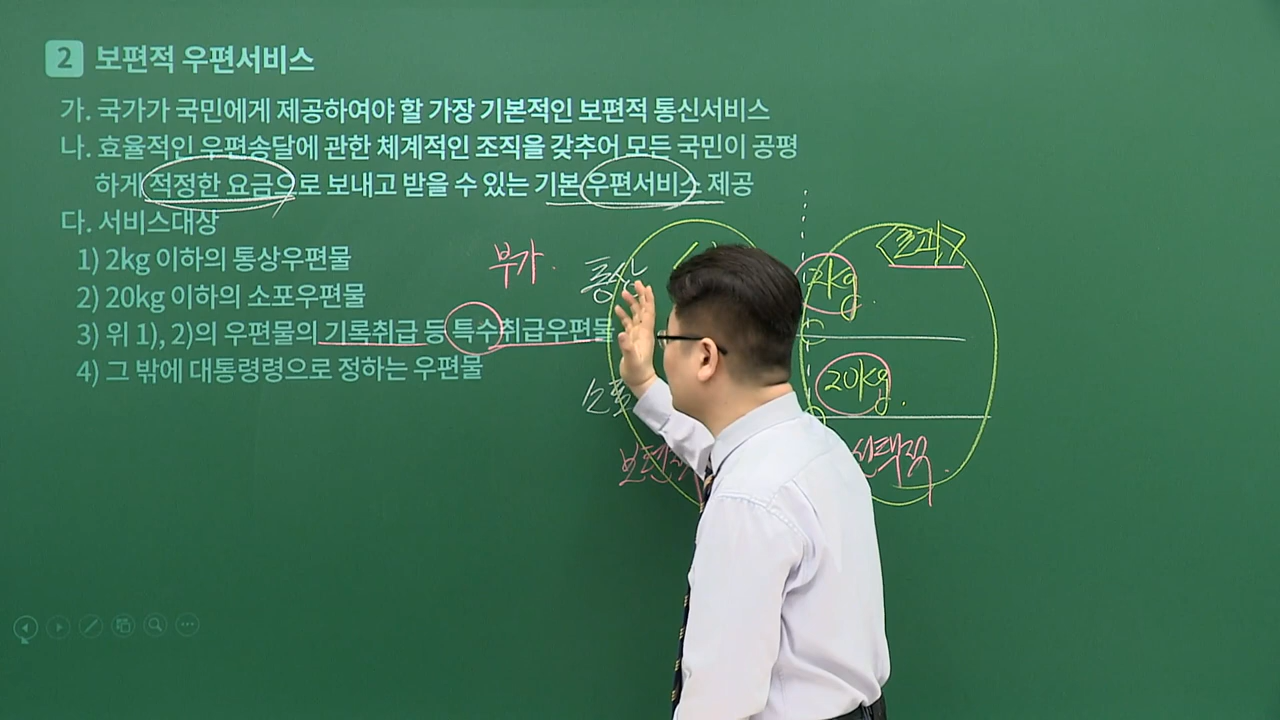 2 보편적 우편서비스
가. 국가가 국민에게 제공하여야 할 가장 기본적인 보편적 통신서비스
나. 효율적인 우편송달에 관한 체계적인 조직을 갖추어 모든 국민이 공평
하게 적정한 요금으로 보내고 받을 수 있는 기본 우편서비스 제공
다. 서비스대상
1) 2kg 이하의 통상우편물
2) 20kg 이하의 소포우편물
3) 위 1), 2)의 우편물의 기록취급 등 특수취급우편물
4) 그 밖에 대통령령으로 정하는 우편물
<초과>
부가.
통상
2kg.
20kg.
소포
보편적
선택적.